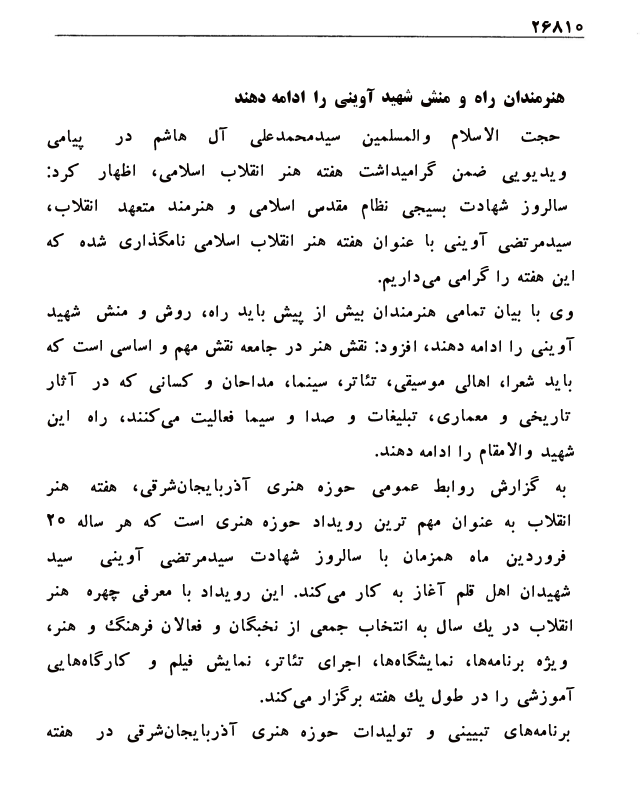 ۲۶۸۱۰
هنرمندان راه و منش شهید آوینی را ادامه دهند
حجت الاسلام والمسلمین سیدمحمدعلی آل هاشم در پیامی
ویدیویی ضمن گرامیداشت هفته هنر انقلاب اسلامی، اظهار کرد:
سالروز شهادت بسیجی نظام مقدس اسلامی و هنرمند متعهد انقلاب،
سیدمرتضی آوینی با عنوان هفته هنر انقلاب اسلامی نامگذاری شده که
این هفته را گرامی می‌داریم.
وی با بیان تمامی هنرمندان بیش از پیش باید راه، روش و منش شهید
آوینی را ادامه دهند، افزود: نقش هنر در جامعه نقش مهم و اساسی است که
باید شعرا، اهالی موسیقی، تئاتر، سینما، مداحان و کسانی که در آثار
تاریخی و معماری، تبلیغات و صدا و سیما فعالیت می‌کنند، راه این
شهید والامقام را ادامه دهند.
به گزارش روابط عمومی حوزه هنری آذربایجان‌شرقی، هفته هنر
انقلاب به عنوان مهم ترین رویداد حوزه هنری است که هر ساله ۲۰
فروردین ماه همزمان با سالروز شهادت سیدمرتضی آوینی سید
شهیدان اهل قلم آغاز به کار می‌کند. این رویداد با معرفی چهره هنر
انقلاب در یك سال به انتخاب جمعی از نخبگان و فعالان فرهنگ و هنر،
ویژه برنامه‌ها، نمایشگاه‌ها، اجرای تئاتر، نمایش فیلم و کارگاه‌هایی
آموزشی را در طول یك هفته برگزار می‌کند.
برنامه‌های تبیینی و تولیدات حوزه هنری آذربایجان‌شرقی در هفته